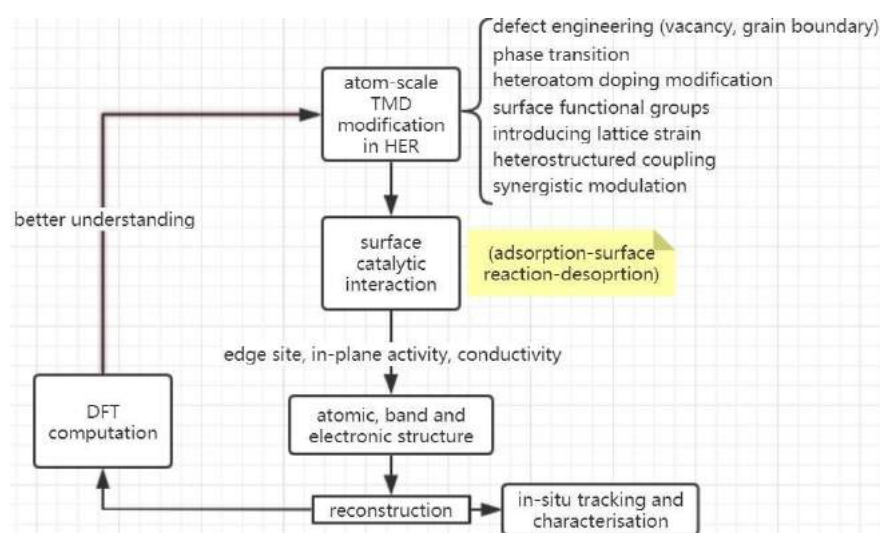 defect engineering (vacancy, grain boundary)
phase transition
heteroatom doping modification
surface functional groups
introducing lattice strain
heterostructured coupling
synergistic modulation
atom-scale
TMD
modification
in HER
better understanding
surface
catalytic
interaction
(adsorption-surface
reaction-desoprtion)
edge site, in-plane activity, conductivity
DFT
computation
atomic, band and
electronic structure
reconstruction
in-situ tracking and
characterisation